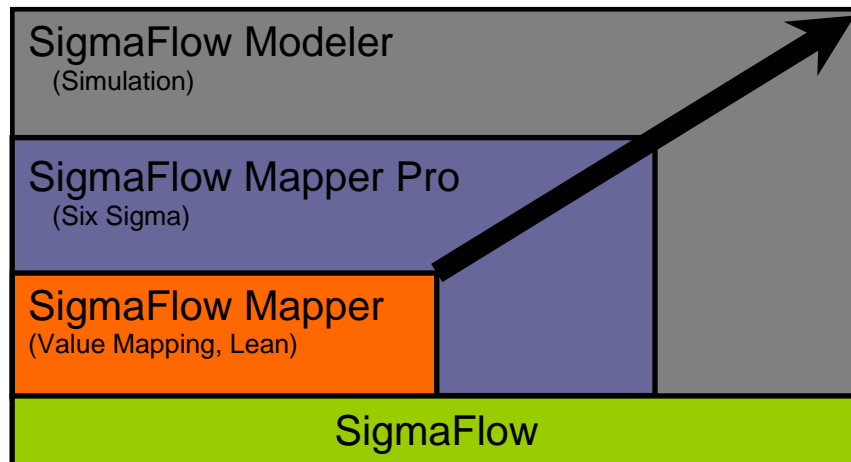 SigmaFlow Modeler
(Simulation)
SigmaFlow Mapper Pro
(Six Sigma)
SigmaFlow Mapper
(Value Mapping, Lean)
SigmaFlow